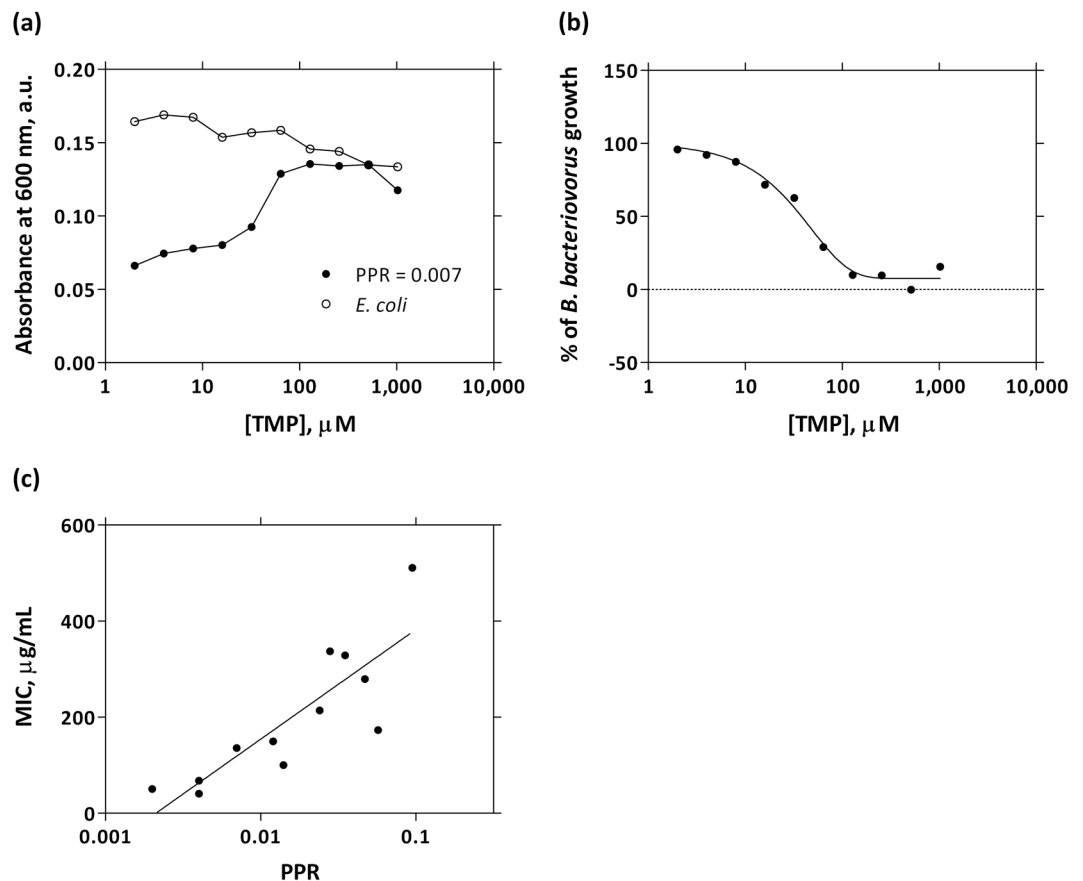 (a)
Absorbance at 600 nm, a.u.
0.20
0.15
0.10
0.05
0.00
PPR = 0.007
E. coli
1
10
100
1,000
10,000
[TMP], μM
(b)
% of B. bacteriovorus growth
150
100
50
0
-50
1
10
100
1,000
10,000
[TMP], μM
(c)
MIC, μg/mL
600
400
200
0
0.001
0.01
0.1
PPR